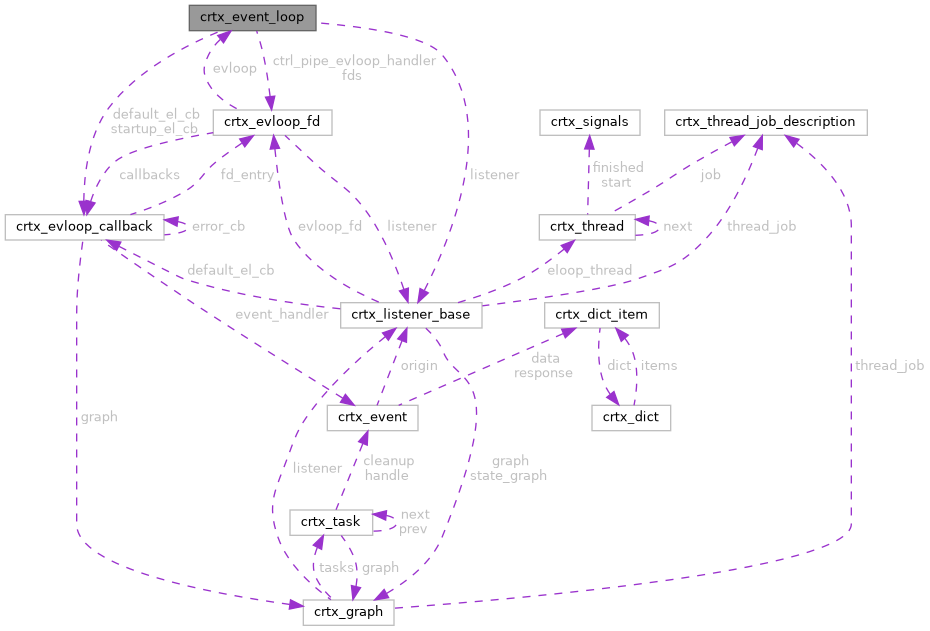 crtx_event_loop
evloop
ctrl_pipe_evloop_handler
fds
default_el_cb
startup_el_cb
crtx_evloop_fd
crtx_signals
crtx_thread_job_description
callbacks
fd_entry
listener
finished
start
job
crtx_evloop_callback
error_cb
evloop_fd
listener
crtx_thread
next
thread_job
default_el_cb
eloop_thread
event_handler
crtx_listener_base
crtx_dict_item
origin
data
response
dict
items
thread_job
graph
crtx_event
crtx_dict
listener
cleanup
handle
graph
state_graph
crtx_task
next
prev
tasks
graph
crtx_graph